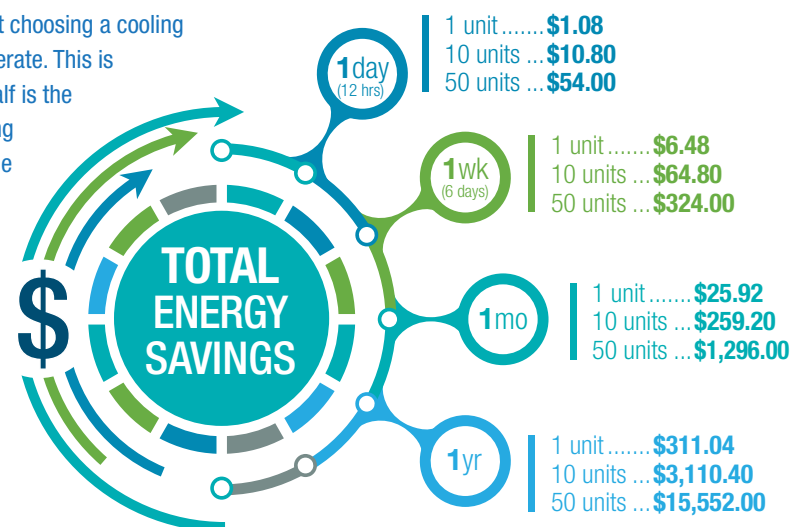 t choosing a cooling
erate. This is
alf is the
ng
e
1day
(12 hrs)
1 unit.......$1.08
10 units ...$10.80
50 units ...$54.00
1wk
(6 days)
1 unit.......$6.48
10 units ...$64.80
50 units ...$324.00
$
TOTAL
ENERGY
SAVINGS
1mo
1 unit.......$25.92
10 units ...$259.20
50 units ...$1,296.00
1yr
1 unit.......$311.04
10 units ...$3,110.40
50 units ...$15,552.00